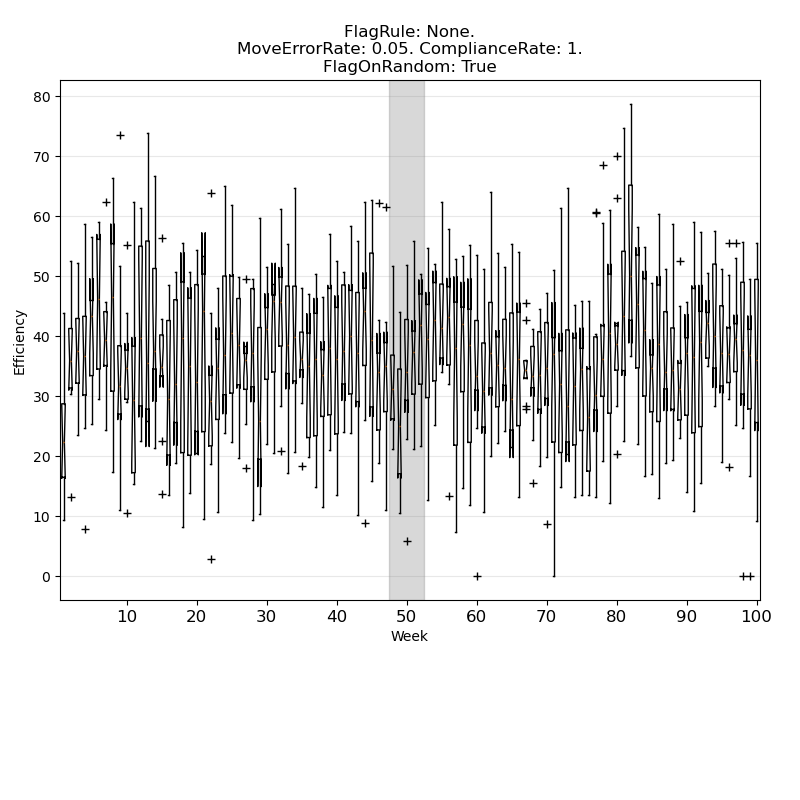 FlagRule: None.
MoveErrorRate: 0.05. ComplianceRate: 1.
FlagOnRandom: True
80
70
60
50
40
30
20
10
0
Efficiency
10 20 30 40 50 60 70 80 90 100
Week